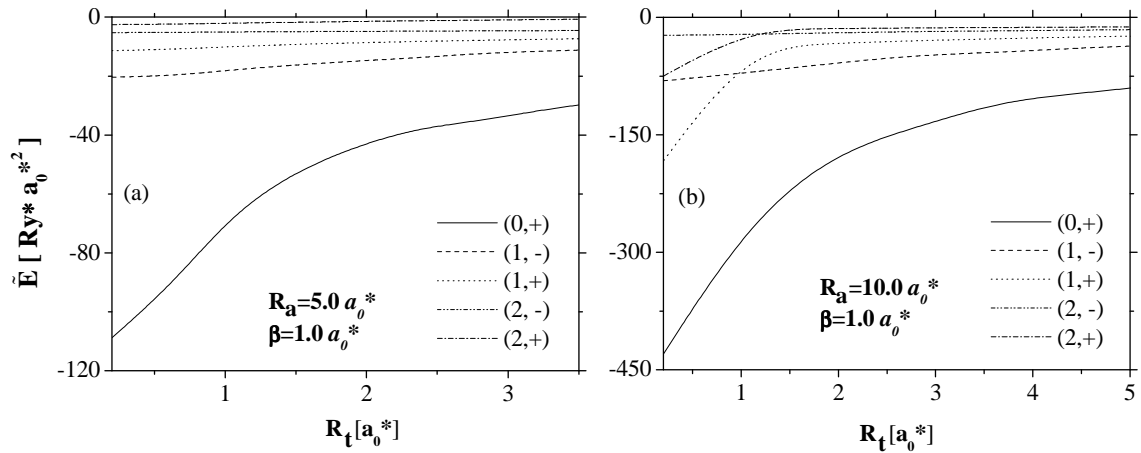 Ẽ [ Ry* a₀*²]
0
-40
-80
-120
(a)
(0,+)
(1, -)
(1,+)
(2, -)
(2,+)
Rₐ=5.0 a₀*
β=1.0 a₀*
1
2
3
Rₜ[a₀*]
0
-150
-300
-450
(b)
(0,+)
(1, -)
(1,+)
(2, -)
(2,+)
Rₐ=10.0 a₀*
β=1.0 a₀*
1
2
3
4
5
Rₜ[a₀*]